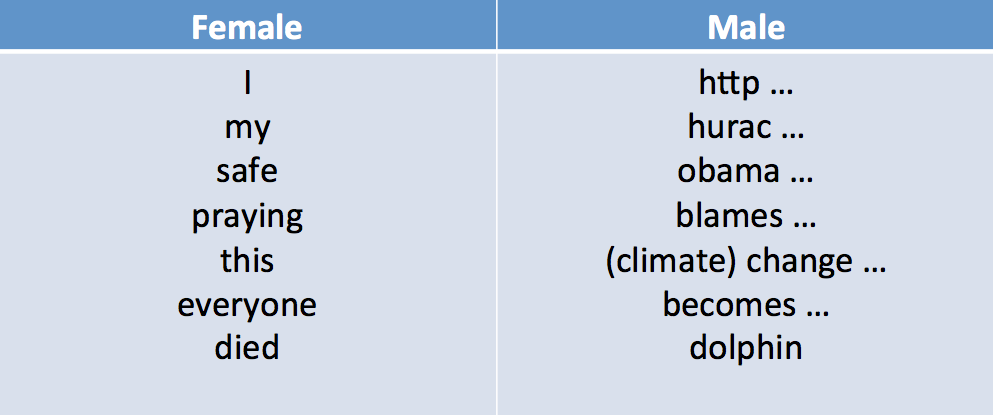 Female Male
I http ...
my hurac ...
safe obama ...
praying blames ...
this (climate) change ...
everyone becomes ...
died dolphin